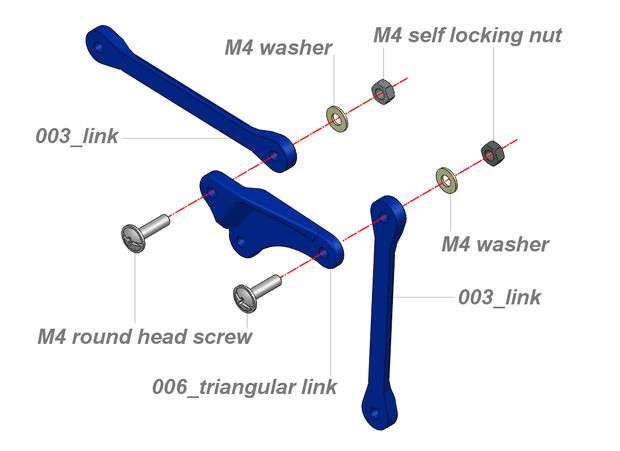 M4 self locking nut
M4 washer
003_link
M4 washer
003_link
M4 round head screw
006_triangular link